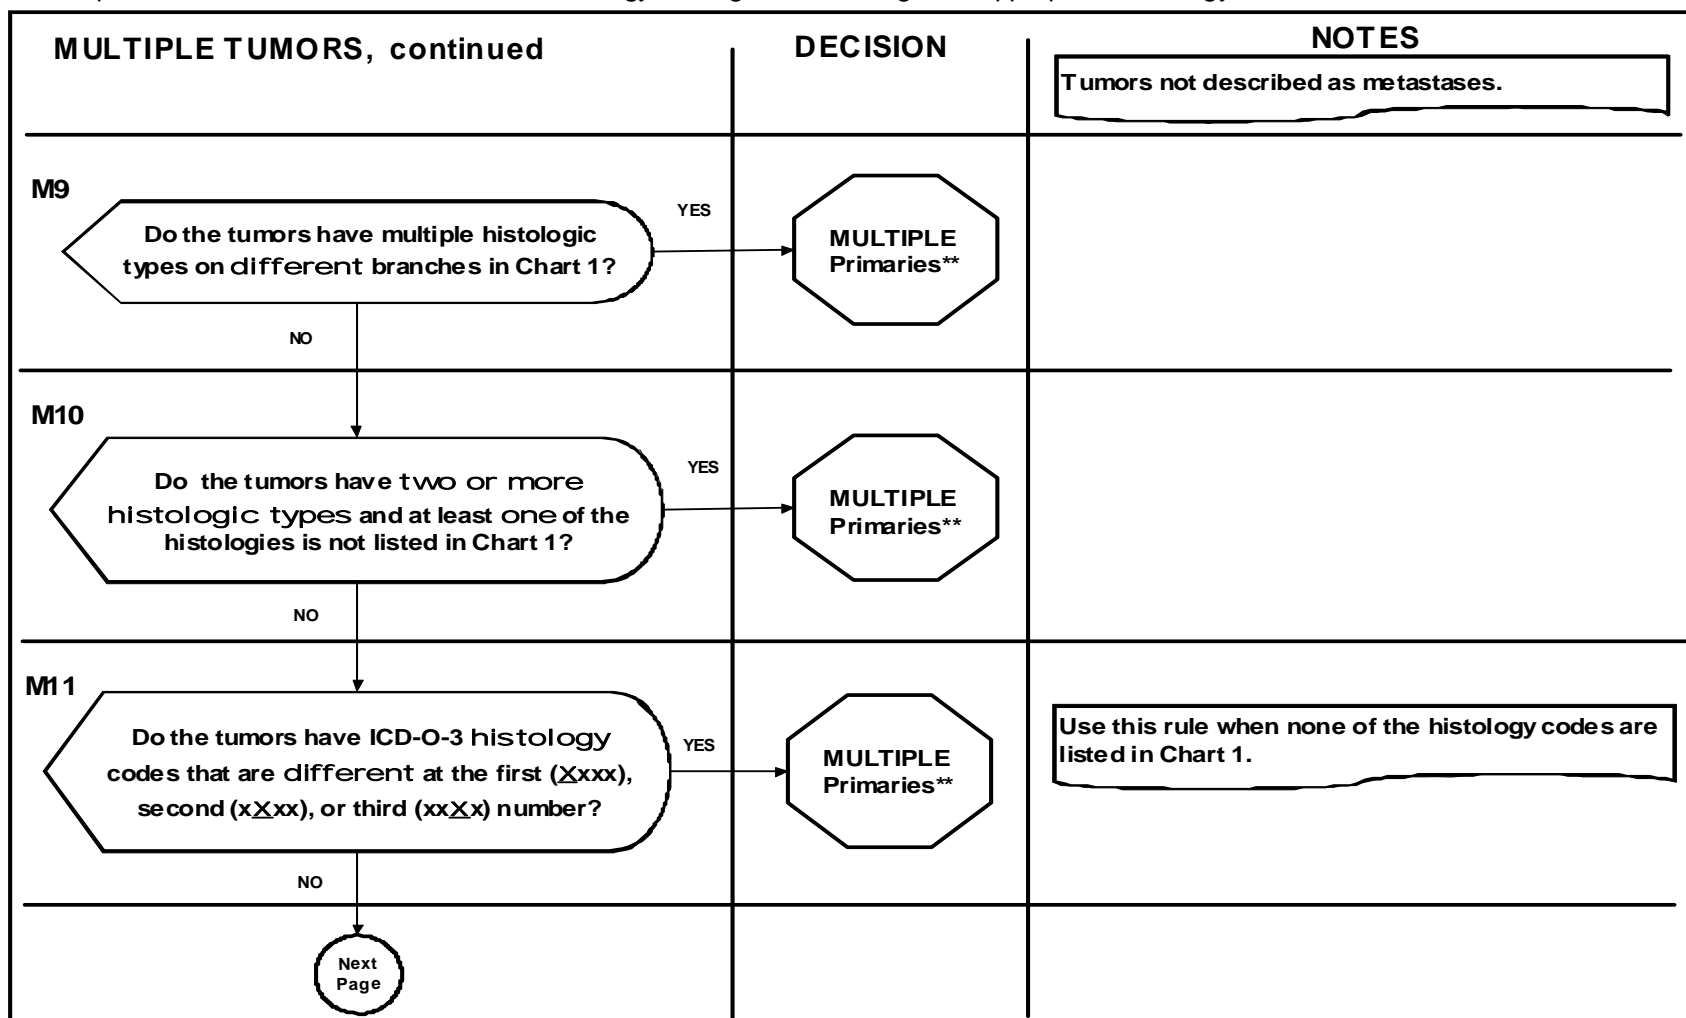 MULTIPLE TUMORS, continued
DECISION
NOTES
Tumors not described as metastases.
M9
Do the tumors have multiple histologic
types on different branches in Chart 1?
YES
MULTIPLE
Primaries**
NO
M10
Do the tumors have two or more
histologic types and at least one of the
histologies is not listed in Chart 1?
YES
MULTIPLE
Primaries**
NO
M11
Do the tumors have ICD-O-3 histology
codes that are different at the first (Xxxx),
second (xXxx), or third (xxXx) number?
YES
MULTIPLE
Primaries**
Use this rule when none of the histology codes are
listed in Chart 1.
NO
Next
Page